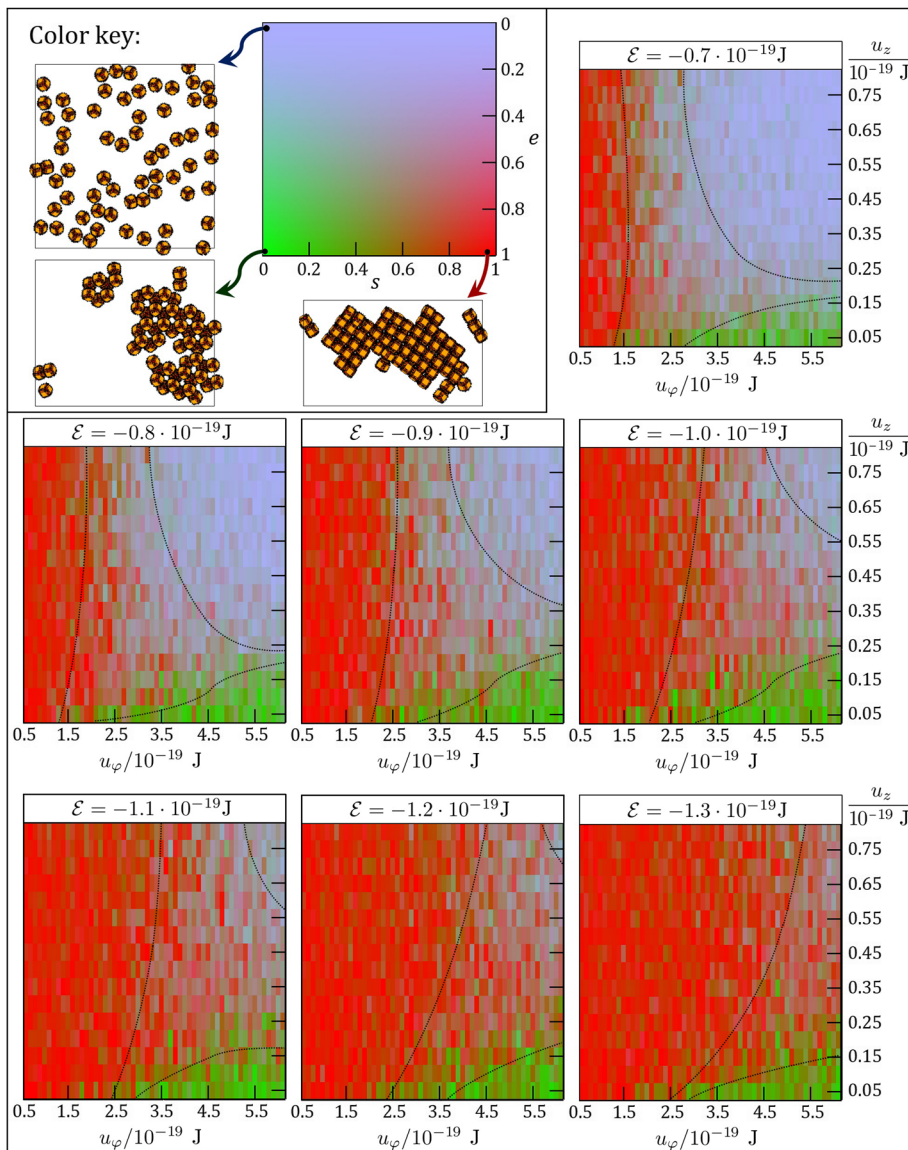 Color key:
0
0.2
0.4
e
0.6
0.8
1
0 0.2 0.4 0.6 0.8 1
s
ℰ = −0.7 · 10⁻¹⁹J
u_z
10⁻¹⁹ J
0.75
0.65
0.55
0.45
0.35
0.25
0.15
0.05
0.5 1.5 2.5 3.5 4.5 5.5
u_φ/10⁻¹⁹ J
ℰ = −0.8 · 10⁻¹⁹J
0.5 1.5 2.5 3.5 4.5 5.5
u_φ/10⁻¹⁹ J
ℰ = −0.9 · 10⁻¹⁹J
0.5 1.5 2.5 3.5 4.5 5.5
u_φ/10⁻¹⁹ J
ℰ = −1.0 · 10⁻¹⁹J
u_z
10⁻¹⁹ J
0.75
0.65
0.55
0.45
0.35
0.25
0.15
0.05
0.5 1.5 2.5 3.5 4.5 5.5
u_φ/10⁻¹⁹ J
ℰ = −1.1 · 10⁻¹⁹J
0.5 1.5 2.5 3.5 4.5 5.5
u_φ/10⁻¹⁹ J
ℰ = −1.2 · 10⁻¹⁹J
0.5 1.5 2.5 3.5 4.5 5.5
u_φ/10⁻¹⁹ J
ℰ = −1.3 · 10⁻¹⁹J
u_z
10⁻¹⁹ J
0.75
0.65
0.55
0.45
0.35
0.25
0.15
0.05
0.5 1.5 2.5 3.5 4.5 5.5
u_φ/10⁻¹⁹ J